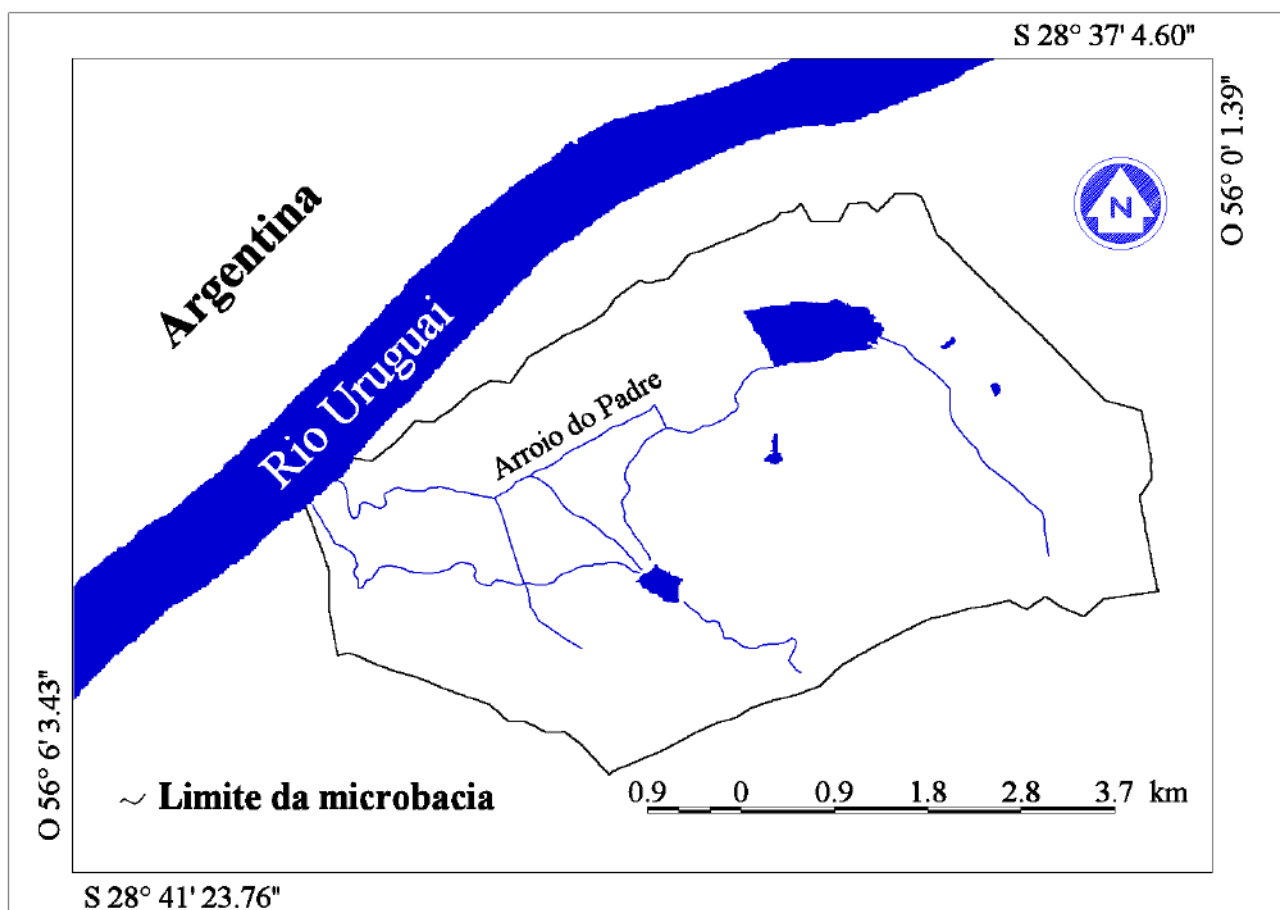 S 28° 37' 4.60"
O 56° 0' 1.39"
N
Argentina
Rio Uruguai
Arroio do Padre
O 56° 6' 3.43"
Limite da microbacia
0.9 0 0.9 1.8 2.8 3.7 km
S 28° 41' 23.76"